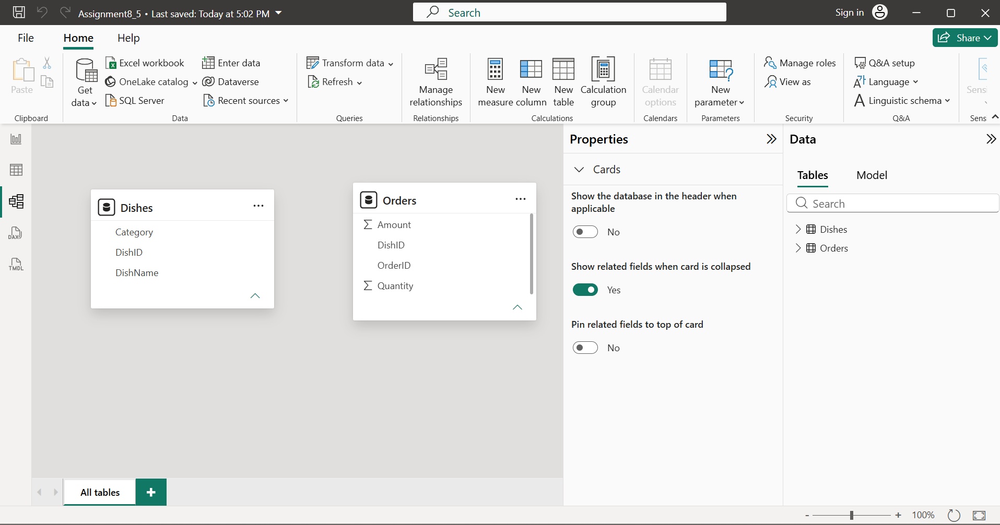 Assignment8_5 • Last saved: Today at 5:02 PM
Search
Sign in
File
Home
Help
Share
Paste
Clipboard
Get data
Excel workbook
OneLake catalog
SQL Server
Enter data
Dataverse
Recent sources
Data
Transform data
Refresh
Queries
Manage relationships
Relationships
New measure
New column
New table
Calculation group
Calculations
Calendar options
Calendars
New parameter
Parameters
Manage roles
View as
Security
Q&A setup
Language
Linguistic schema
Q&A
Sensi
Sens
DAX
TMDL
Dishes
Category
DishID
DishName
Orders
Amount
DishID
OrderID
Quantity
Properties
Cards
Show the database in the header when
applicable
No
Show related fields when card is collapsed
Yes
Pin related fields to top of card
No
Data
Tables
Model
Search
Dishes
Orders
All tables
- + 100%